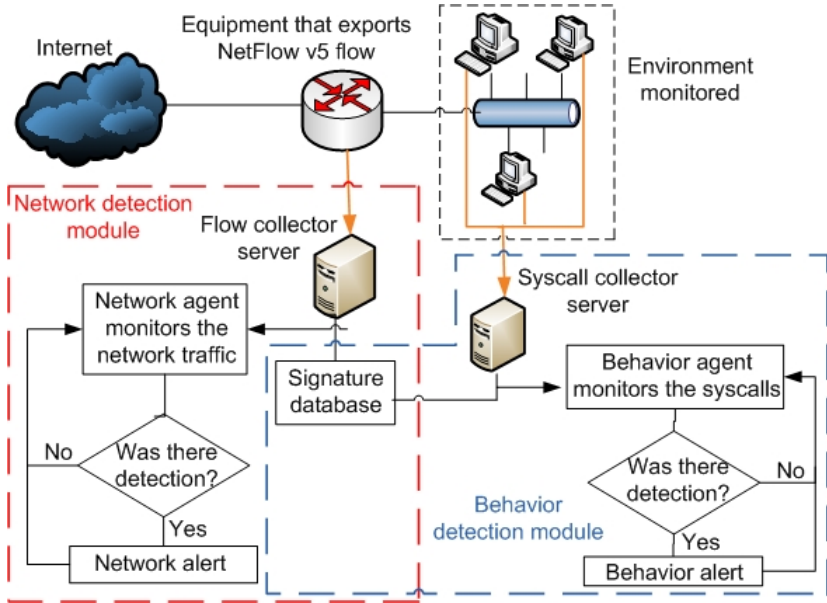 Internet
Equipment that exports
NetFlow v5 flow
Environment
monitored
Network detection
module
Flow collector
server
Syscall collector
server
Network agent
monitors the
network traffic
Signature
database
Behavior agent
monitors the syscalls
No
Was there
detection?
Yes
Network alert
Was there
detection?
No
Yes
Behavior alert
Behavior
detection module